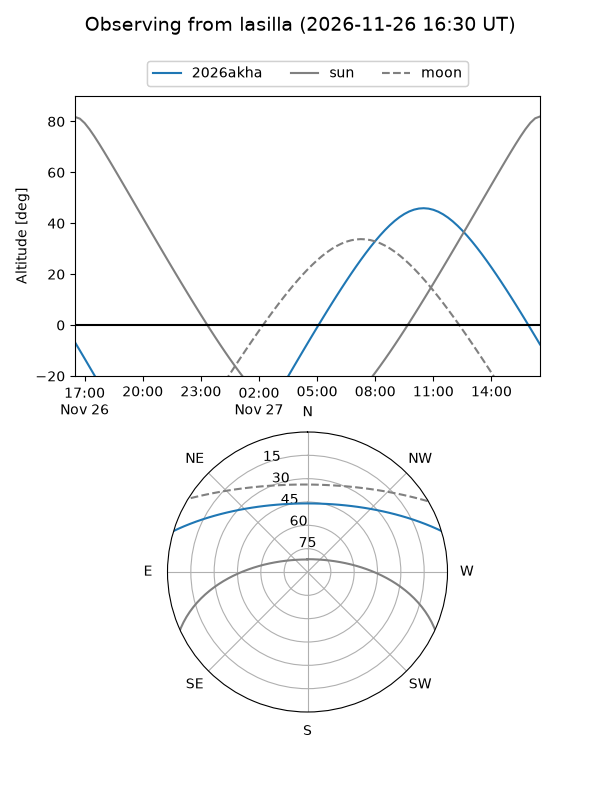 Observing from lasilla (2026-11-26 16:30 UT)
2026akha sun moon
80
60
40
20
0
−20
Altitude [deg]
17:00 20:00 23:00 02:00 05:00 08:00 11:00 14:00
Nov 26 Nov 27
N
NE NW
15
30
45
60
75
E W
SE SW
S